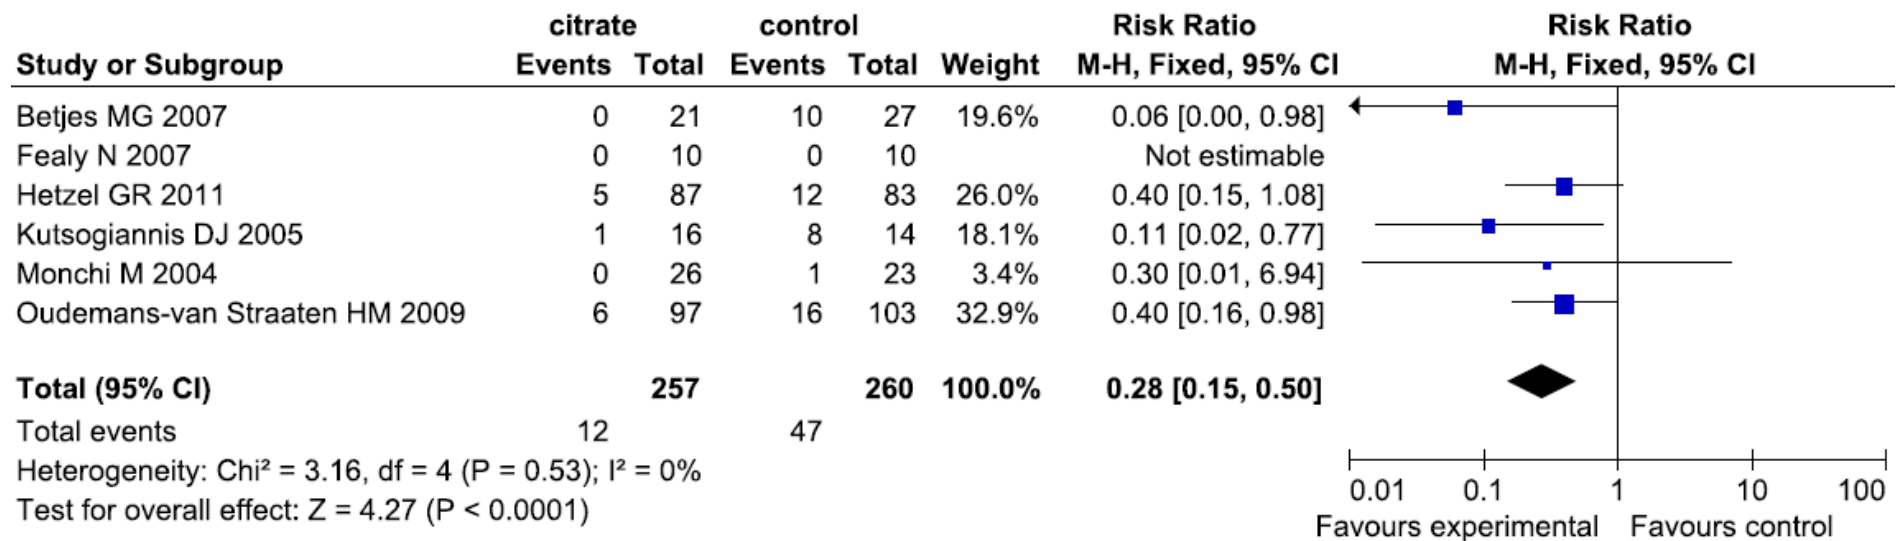 citrate control Risk Ratio Risk Ratio
Study or Subgroup Events Total Events Total Weight M-H, Fixed, 95% CI M-H, Fixed, 95% CI
Betjes MG 2007 0 21 10 27 19.6% 0.06 [0.00, 0.98]
Fealy N 2007 0 10 0 10 Not estimable
Hetzel GR 2011 5 87 12 83 26.0% 0.40 [0.15, 1.08]
Kutsogiannis DJ 2005 1 16 8 14 18.1% 0.11 [0.02, 0.77]
Monchi M 2004 0 26 1 23 3.4% 0.30 [0.01, 6.94]
Oudemans-van Straaten HM 2009 6 97 16 103 32.9% 0.40 [0.16, 0.98]
Total (95% CI) 257 260 100.0% 0.28 [0.15, 0.50]
Total events 12 47
Heterogeneity: Chi² = 3.16, df = 4 (P = 0.53); I² = 0%
Test for overall effect: Z = 4.27 (P < 0.0001)
0.01 0.1 1 10 100
Favours experimental Favours control